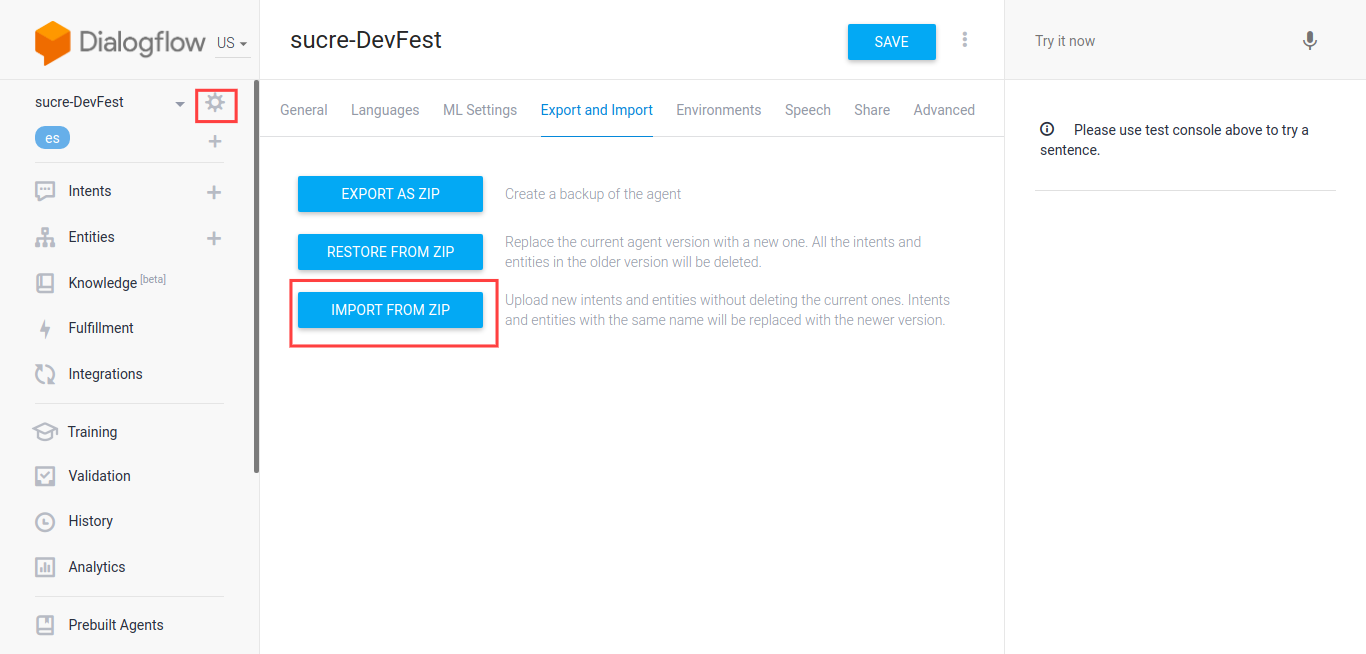 Dialogflow
US
sucre-DevFest
es
Intents
Entities
Knowledge [beta]
Fulfillment
Integrations
Training
Validation
History
Analytics
Prebuilt Agents
sucre-DevFest
SAVE
General Languages ML Settings Export and Import Environments Speech Share Advanced
EXPORT AS ZIP
Create a backup of the agent
RESTORE FROM ZIP
Replace the current agent version with a new one. All the intents and
entities in the older version will be deleted.
IMPORT FROM ZIP
Upload new intents and entities without deleting the current ones. Intents
and entities with the same name will be replaced with the newer version.
Try it now
Please use test console above to try a
sentence.